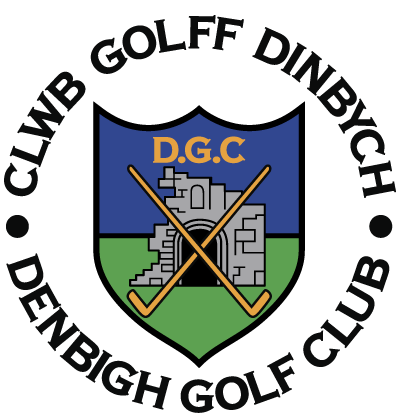 CLWB GOLFF DINBYCH
D.G.C
DENBIGH GOLF CLUB